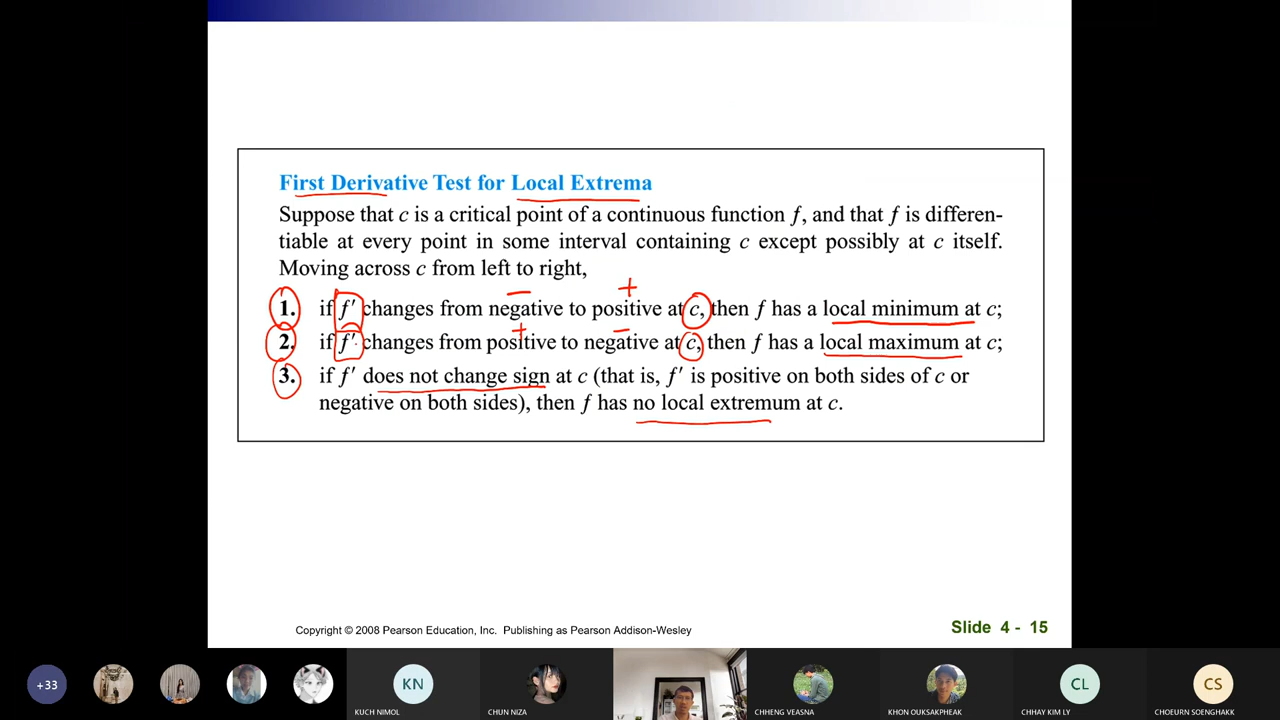 First Derivative Test for Local Extrema
Suppose that c is a critical point of a continuous function f, and that f is differen-
tiable at every point in some interval containing c except possibly at c itself.
Moving across c from left to right,
− +
1. if f′ changes from negative to positive at c, then f has a local minimum at c;
+ −
2. if f′ changes from positive to negative at c, then f has a local maximum at c;
3. if f′ does not change sign at c (that is, f′ is positive on both sides of c or
negative on both sides), then f has no local extremum at c.
Copyright © 2008 Pearson Education, Inc. Publishing as Pearson Addison-Wesley
Slide 4 - 15
+33
KN
CL
CS
KUCH NIMOL
CHUN NIZA
CHHENG VEASNA
KHON OUKSAKPHEAK
CHHAY KIM LY
CHOEURN SOENGHAKK